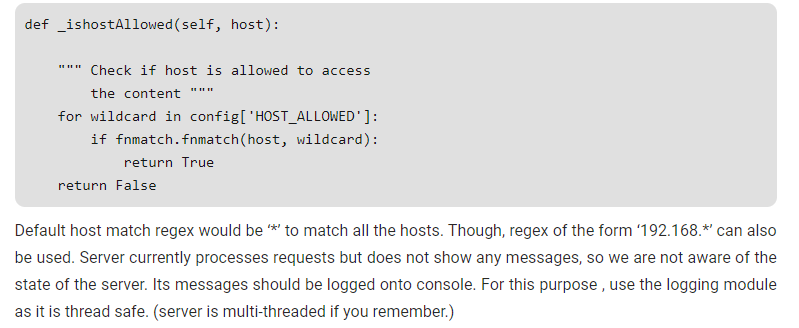 def _ishostAllowed(self, host):
""" Check if host is allowed to access
the content """
for wildcard in config['HOST_ALLOWED']:
if fnmatch.fnmatch(host, wildcard):
return True
return False
Default host match regex would be ‘*’ to match all the hosts. Though, regex of the form ‘192.168.*’ can also
be used. Server currently processes requests but does not show any messages, so we are not aware of the
state of the server. Its messages should be logged onto console. For this purpose , use the logging module
as it is thread safe. (server is multi-threaded if you remember.)